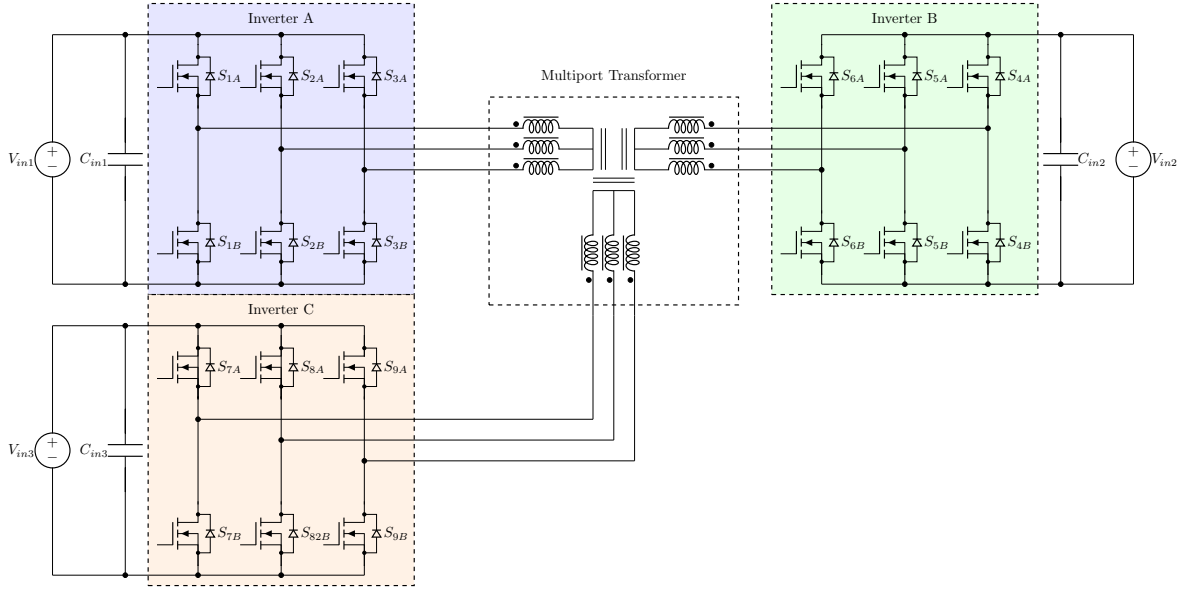 Inverter A
Inverter B
S1A
S2A
S3A
S6A
S5A
S4A
Multiport Transformer
Vin1
+
−
Cin1
Cin2
+
−
Vin2
S1B
S2B
S3B
S6B
S5B
S4B
Inverter C
S7A
S8A
S9A
Vin3
+
−
Cin3
S7B
S82B
S9B